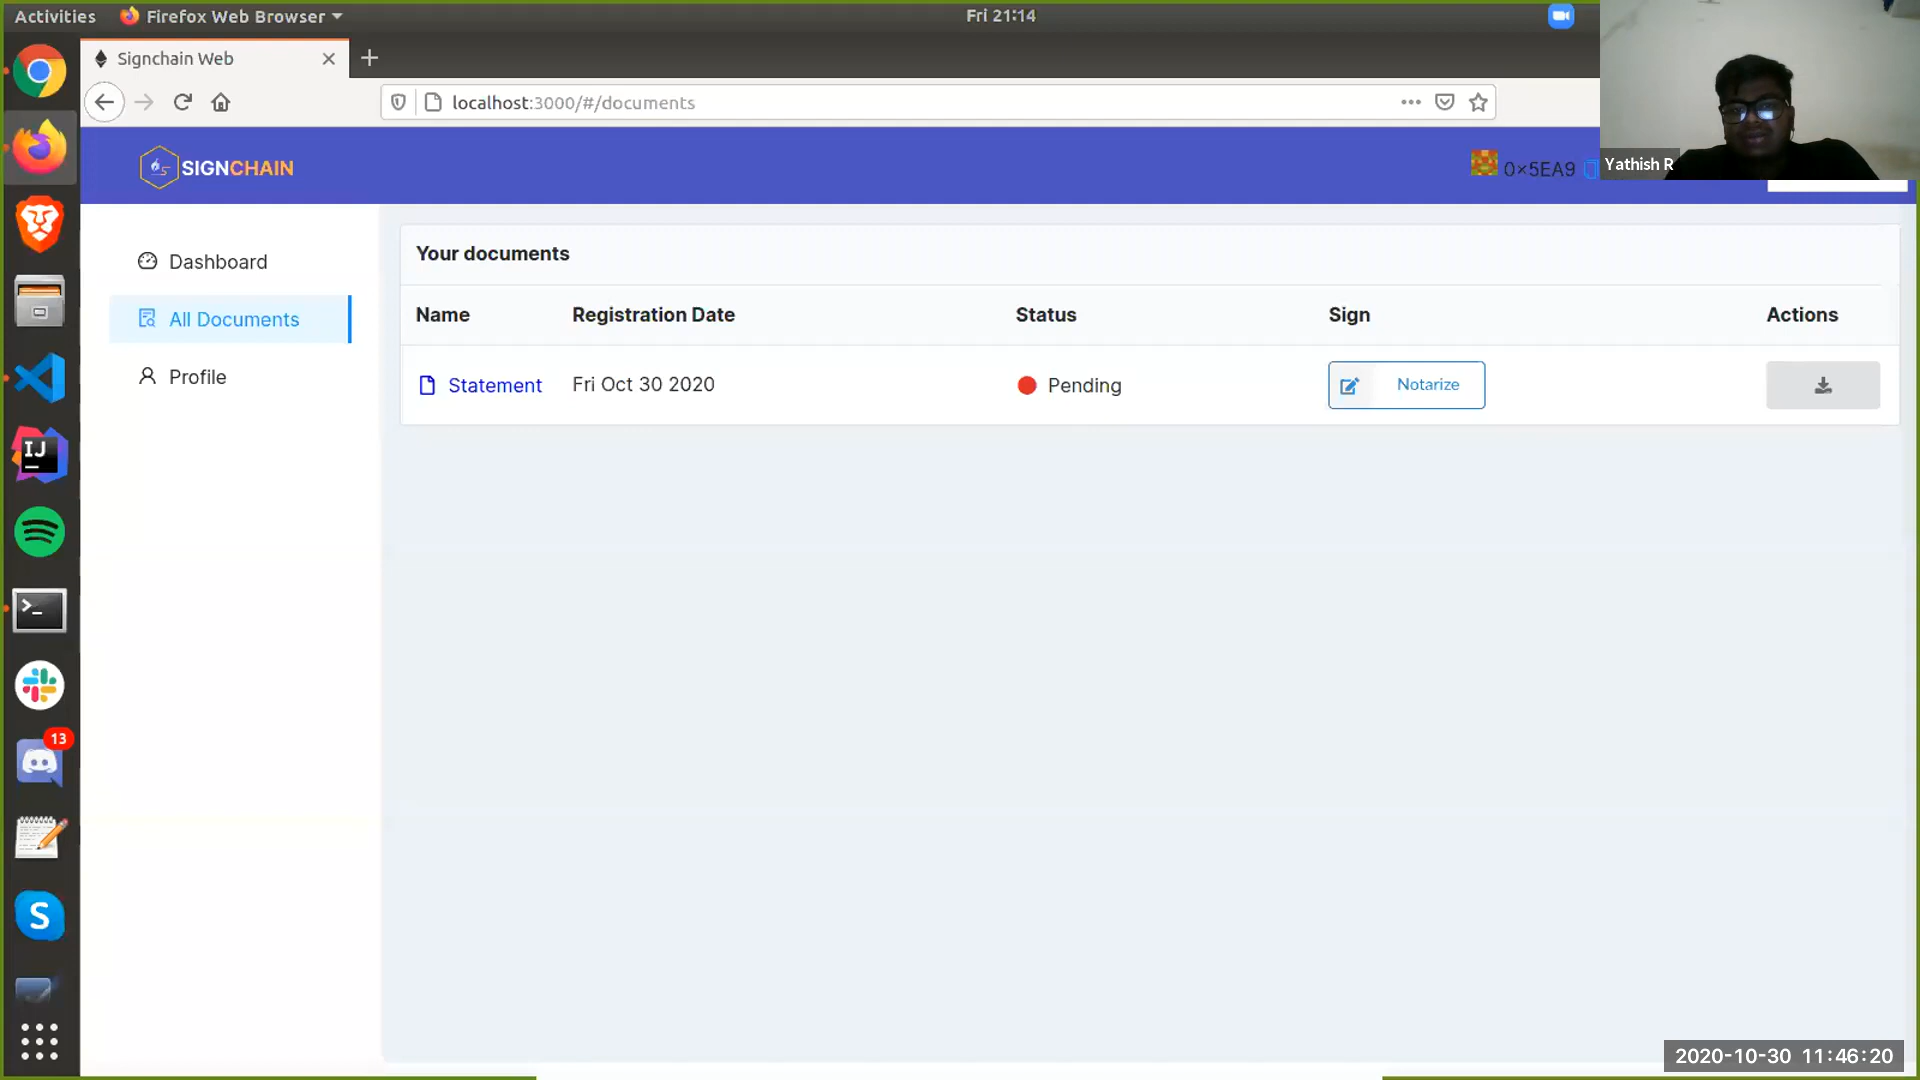 Activities
Firefox Web Browser
Fri 21:14
Signchain Web
localhost:3000/#/documents
SIGNCHAIN
0x5EA9
Yathish R
Dashboard
All Documents
Profile
Your documents
Name
Registration Date
Status
Sign
Actions
Statement
Fri Oct 30 2020
Pending
Notarize
IJ
>_
13
S
2020-10-30 11:46:20